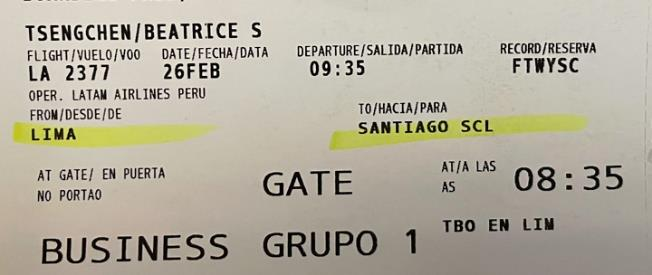 TSENGCHEN/BEATRICE S
FLIGHT/VUELO/VOO DATE/FECHA/DATA DEPARTURE/SALIDA/PARTIDA RECORD/RESERVA
LA 2377 26FEB 09:35 FTWYSC
OPER. LATAM AIRLINES PERU
FROM/DESDE/DE TO/HACIA/PARA
LIMA SANTIAGO SCL
AT GATE/ EN PUERTA GATE AT/A LAS 08:35
NO PORTAO AS
BUSINESS GRUPO 1 TBO EN LIM